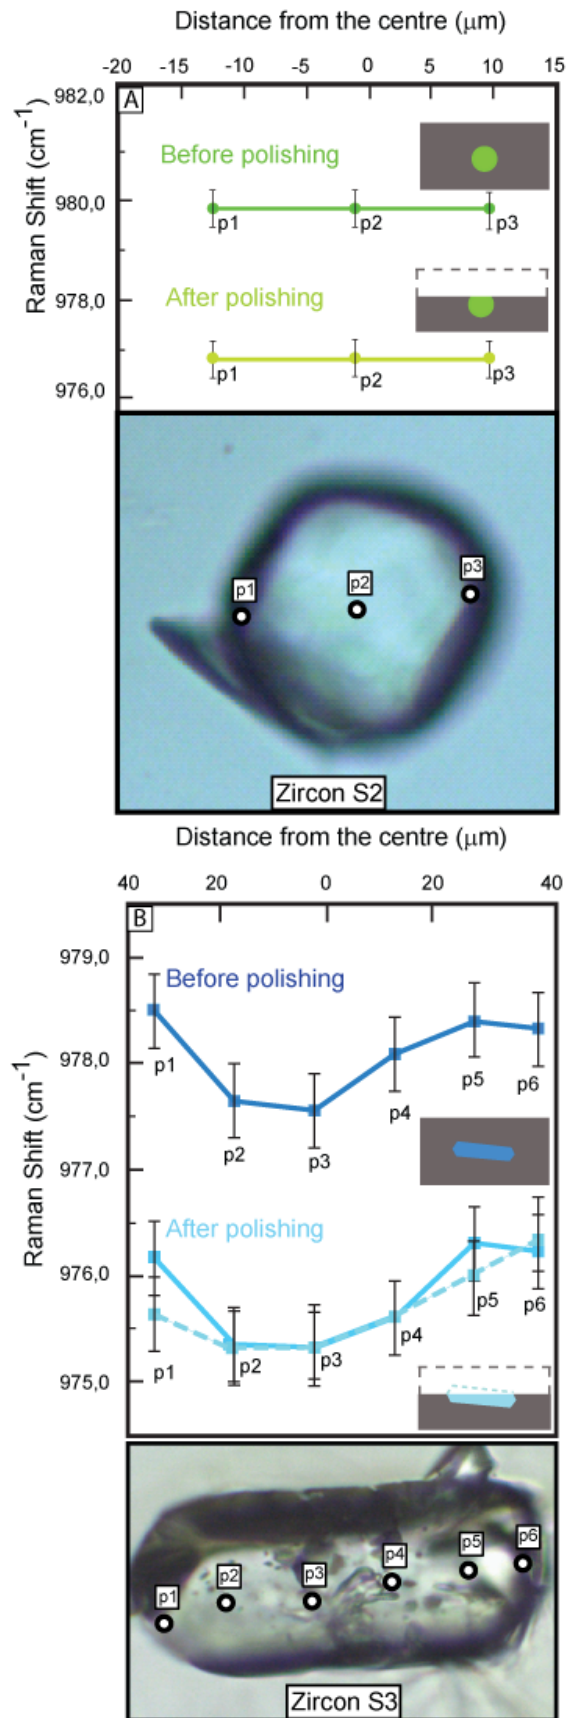 Distance from the centre (μm)
-20 -15 -10 -5 0 5 10 15
Raman Shift (cm-1)
982,0
A
Before polishing
980,0
p1 p2 p3
After polishing
978,0
p1 p2 p3
976,0
p1 p2 p3
Zircon S2
Distance from the centre (μm)
40 20 0 20 40
B
Raman Shift (cm-1)
979,0
Before polishing
978,0
p1 p2 p3 p4 p5 p6
977,0
After polishing
976,0
p1 p2 p3 p4 p5 p6
975,0
p1 p2 p3 p4 p5 p6
Zircon S3